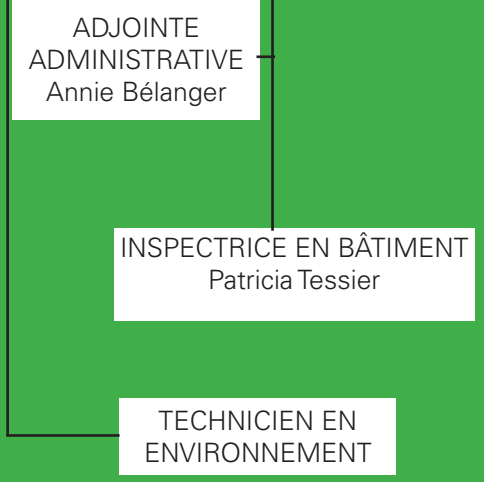 ADJOINTE
ADMINISTRATIVE
Annie Bélanger
INSPECTRICE EN BÂTIMENT
Patricia Tessier
TECHNICIEN EN
ENVIRONNEMENT